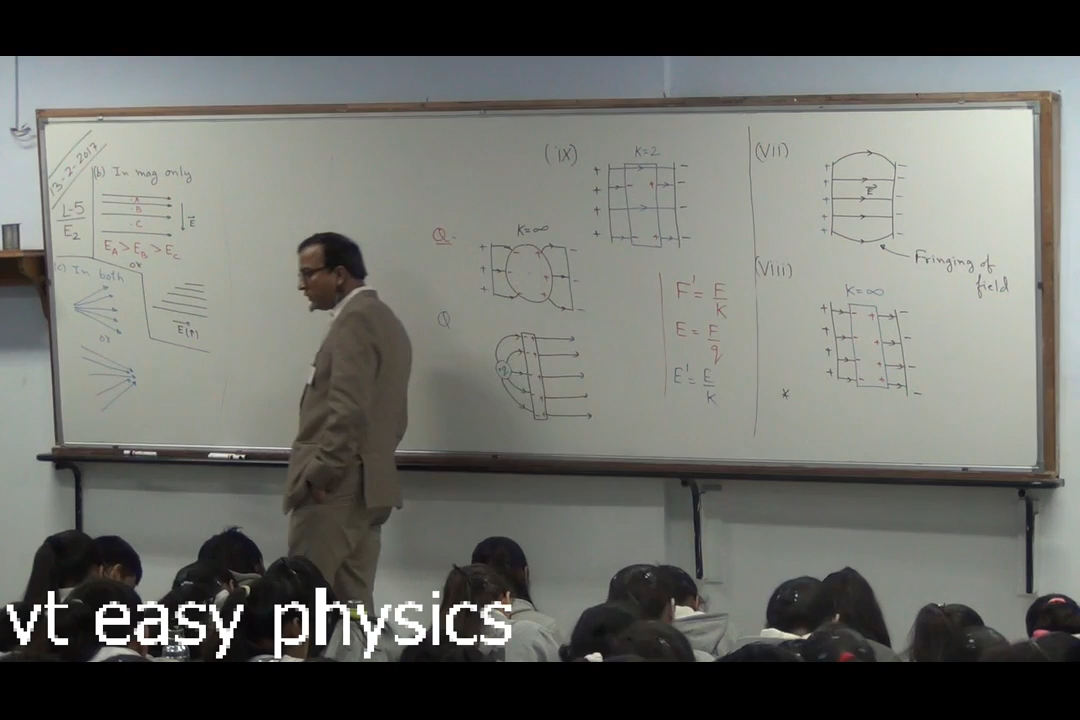 13-2-2017
L-5
E2
(b) In mag only
A
B
C
E
EA > EB > EC
or
(c) In both
or
E(↑)
(IX)
K=2
Q.
K=∞
Q
+q
F' = F/K
E = F/q
E' = E/K
(VII)
E
Fringing of
field
(Viii)
K=∞
*
vt easy physics